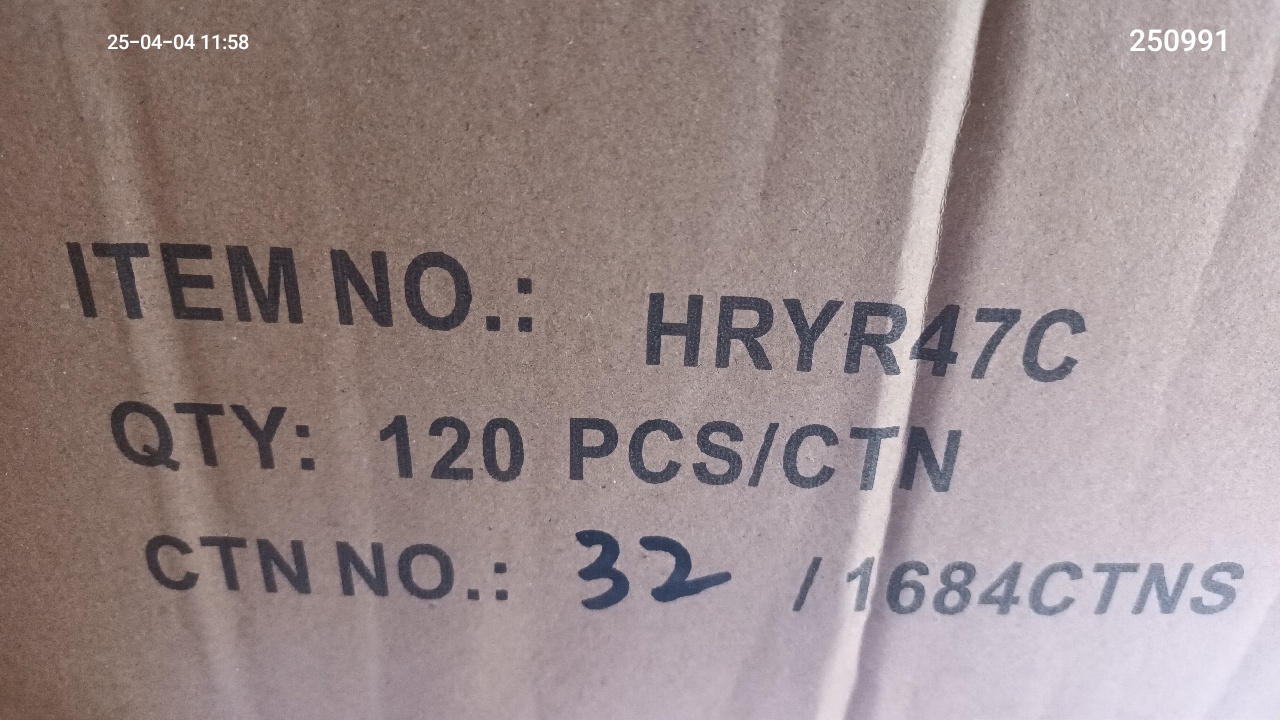 25-04-04 11:58
250991
ITEM NO.: HRYR47C
QTY: 120 PCS/CTN
CTN NO.: 32 / 1684CTNS